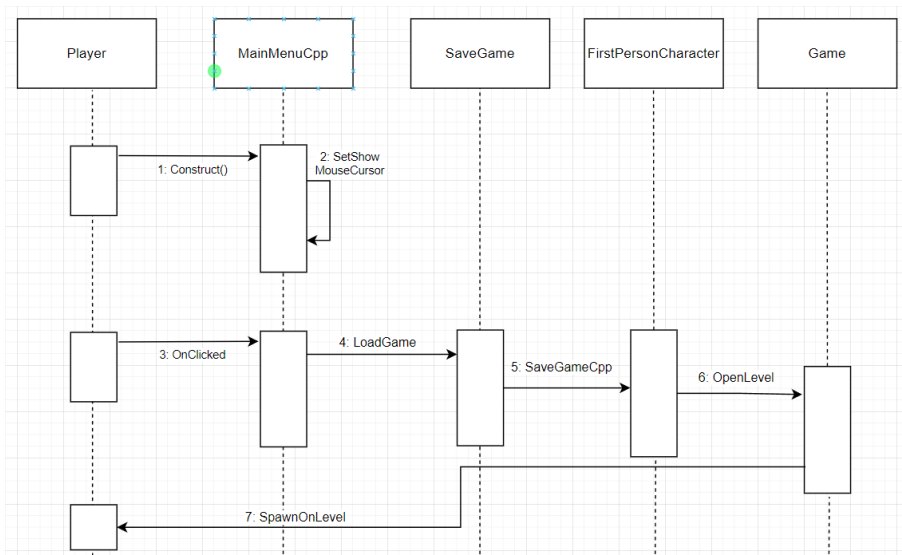 Player
MainMenuCpp
SaveGame
FirstPersonCharacter
Game
1: Construct()
2: SetShow
MouseCursor
3: OnClicked
4: LoadGame
5: SaveGameCpp
6: OpenLevel
7: SpawnOnLevel